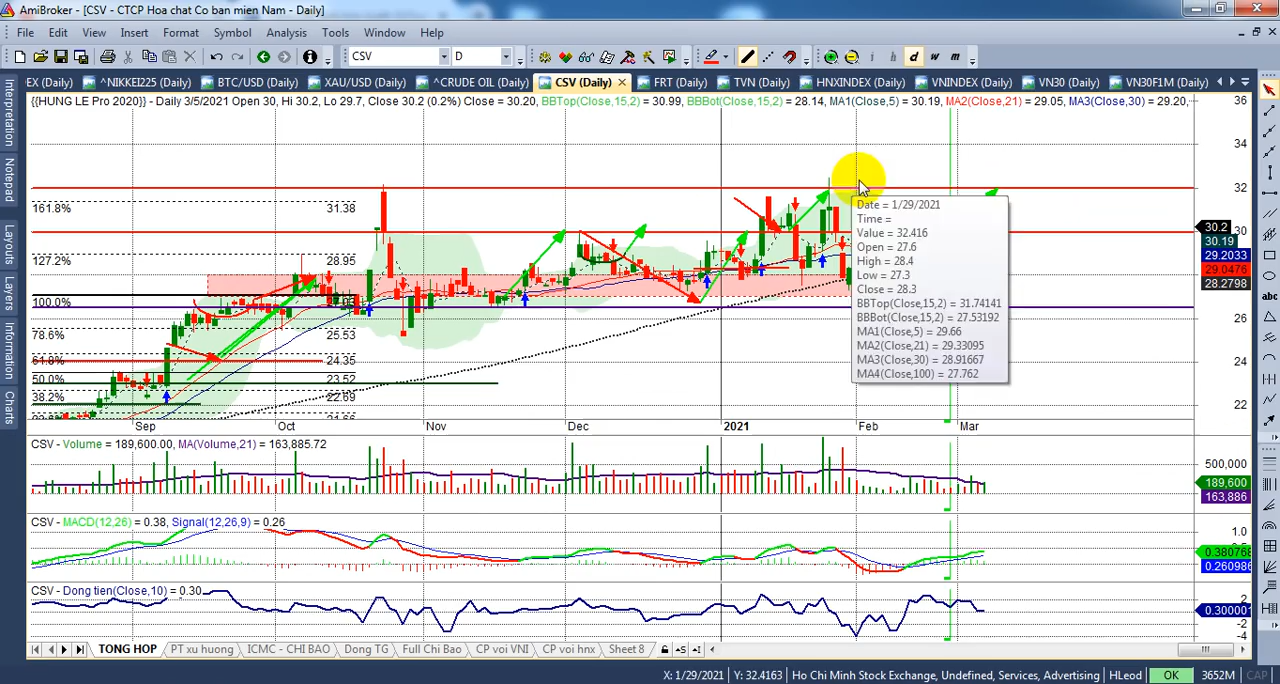 AmiBroker - [CSV - CTCP Hoa chat Co ban mien Nam - Daily]
File Edit View Insert Format Symbol Analysis Tools Window Help
CSV D i h d w m
EX (Daily) ^NIKKEI225 (Daily) BTC/USD (Daily) XAU/USD (Daily) ^CRUDE OIL (Daily) CSV (Daily) FRT (Daily) TVN (Daily) HNXINDEX (Daily) VNINDEX (Daily) VN30 (Daily) VN30F1M (Daily)
{{HUNG LE Pro 2020}} - Daily 3/5/2021 Open 30, Hi 30.2, Lo 29.7, Close 30.2 (0.2%) Close = 30.20, BBTop(Close,15,2) = 30.99, BBBot(Close,15,2) = 28.14, MA1(Close,5) = 30.19, MA2(Close,21) = 29.05, MA3(Close,30) = 29.20,
Interpretation
Notepad
Layouts
Layers
Information
Charts
36
34
32
30
26
24
22
30.2
30.19
29.2033
29.0476
28.2798
161.8% 31.38
127.2% 28.95
100.0% 27.03
78.6% 25.53
61.8% 24.35
50.0% 23.52
38.2% 22.69
Date = 1/29/2021
Time =
Value = 32.416
Open = 27.6
High = 28.4
Low = 27.3
Close = 28.3
BBTop(Close,15,2) = 31.74141
BBBot(Close,15,2) = 27.53192
MA1(Close,5) = 29.66
MA2(Close,21) = 29.33095
MA3(Close,30) = 28.91667
MA4(Close,100) = 27.762
Sep Oct Nov Dec 2021 Feb Mar
CSV - Volume = 189,600.00, MA(Volume,21) = 163,885.72
500,000
189,600
163,886
CSV - MACD(12,26) = 0.38, Signal(12,26,9) = 0.26
1.0
0.380768
0.260986
CSV - Dong tien(Close,10) = 0.30
2
0.30000
-2
-4
TONG HOP PT xu huong ICMC - CHI BAO Dong TG Full Chi Bao CP voi VNI CP voi hnx Sheet 8
X: 1/29/2021 Y: 32.4163 Ho Chi Minh Stock Exchange, Undefined, Services, Advertising HLeod OK 3652M CAP
abc